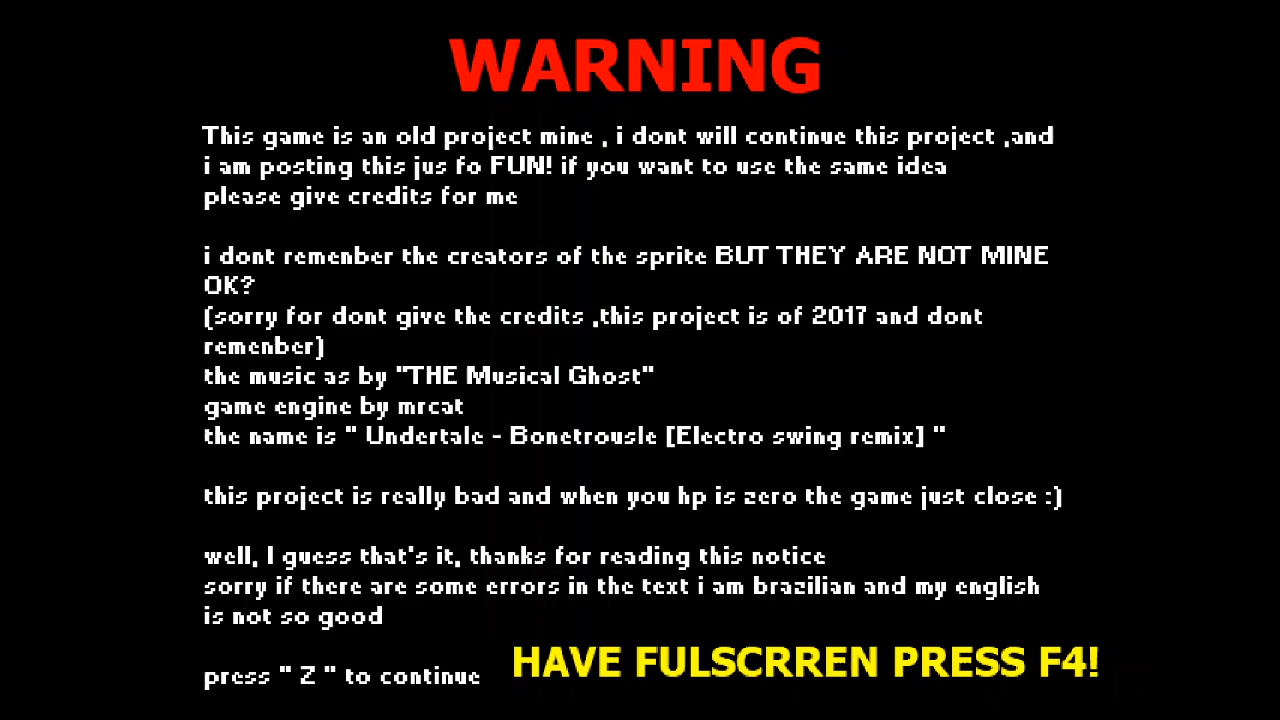 WARNING
This game is an old project mine , i dont will continue this project ,and
i am posting this jus fo FUN! if you want to use the same idea
please give credits for me
i dont remenber the creators of the sprite BUT THEY ARE NOT MINE
OK?
(sorry for dont give the credits ,this project is of 2017 and dont
remenber)
the music as by "THE Musical Ghost"
game engine by mrcat
the name is " Undertale - Bonetrousle [Electro swing remix] "
this project is really bad and when you hp is zero the game just close :)
well, I guess that's it, thanks for reading this notice
sorry if there are some errors in the text i am brazilian and my english
is not so good
press " Z " to continue
HAVE FULSCRREN PRESS F4!